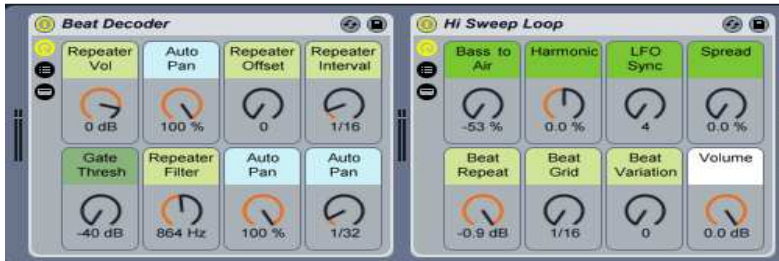 Beat Decoder
Repeater Vol
0 dB
Auto Pan
100 %
Repeater Offset
0
Repeater Interval
1/16
Gate Thresh
-40 dB
Repeater Filter
864 Hz
Auto Pan
100 %
Auto Pan
1/32
Hi Sweep Loop
Bass to Air
-53 %
Harmonic
0.0 %
LFO Sync
4
Spread
0.0 %
Beat Repeat
-0.9 dB
Beat Grid
1/16
Beat Variation
0
Volume
0.0 dB